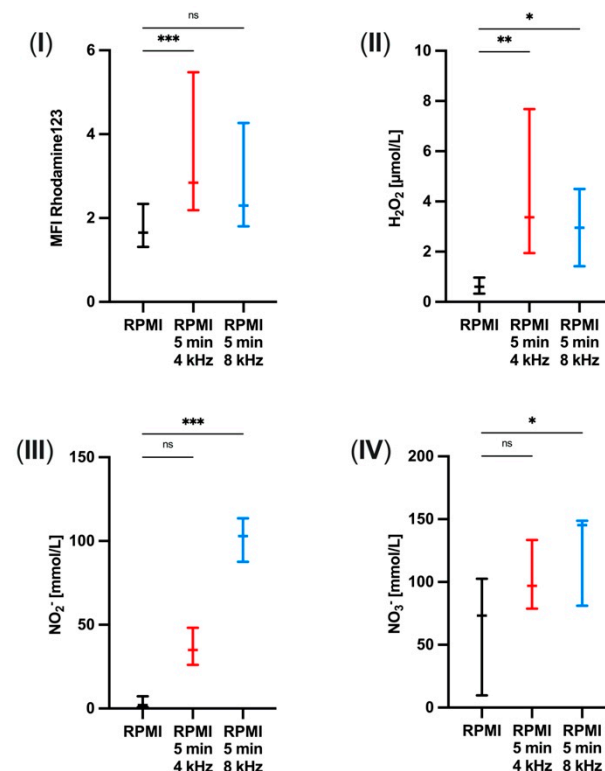 (I)
ns
***
MFI Rhodamine123
6
4
2
0
RPMI
RPMI
5 min
4 kHz
RPMI
5 min
8 kHz
(II)
*
**
H₂O₂ [µmol/L]
10
8
6
4
2
0
RPMI
RPMI
5 min
4 kHz
RPMI
5 min
8 kHz
(III)
***
ns
NO₂⁻ [mmol/L]
150
100
50
0
RPMI
RPMI
5 min
4 kHz
RPMI
5 min
8 kHz
(IV)
*
ns
NO₃⁻ [mmol/L]
200
150
100
50
0
RPMI
RPMI
5 min
4 kHz
RPMI
5 min
8 kHz